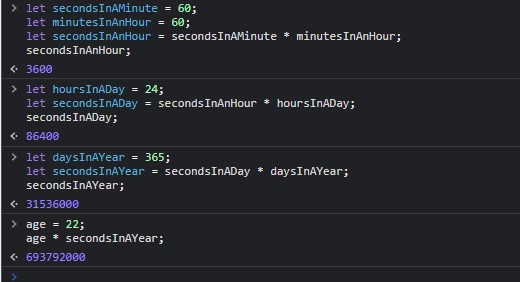 > let secondsInAMinute = 60;
let minutesInAnHour = 60;
let secondsInAnHour = secondsInAMinute * minutesInAnHour;
secondsInAnHour;
<· 3600
> let hoursInADay = 24;
let secondsInADay = secondsInAnHour * hoursInADay;
secondsInADay;
<· 86400
> let daysInAYear = 365;
let secondsInAYear = secondsInADay * daysInAYear;
secondsInAYear;
<· 31536000
> age = 22;
age * secondsInAYear;
<· 693792000
>